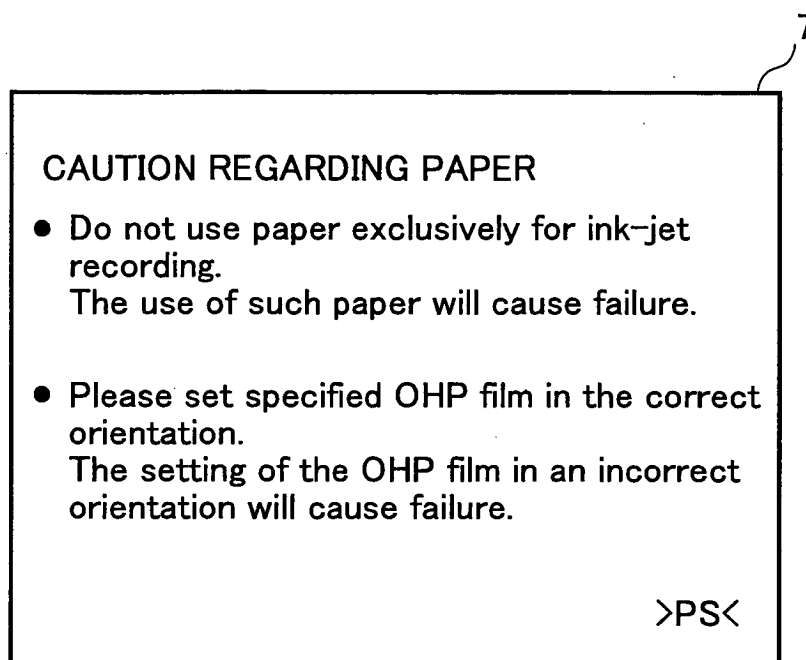 7
CAUTION REGARDING PAPER
● Do not use paper exclusively for ink-jet
recording.
The use of such paper will cause failure.
● Please set specified OHP film in the correct
orientation.
The setting of the OHP film in an incorrect
orientation will cause failure.
>PS<